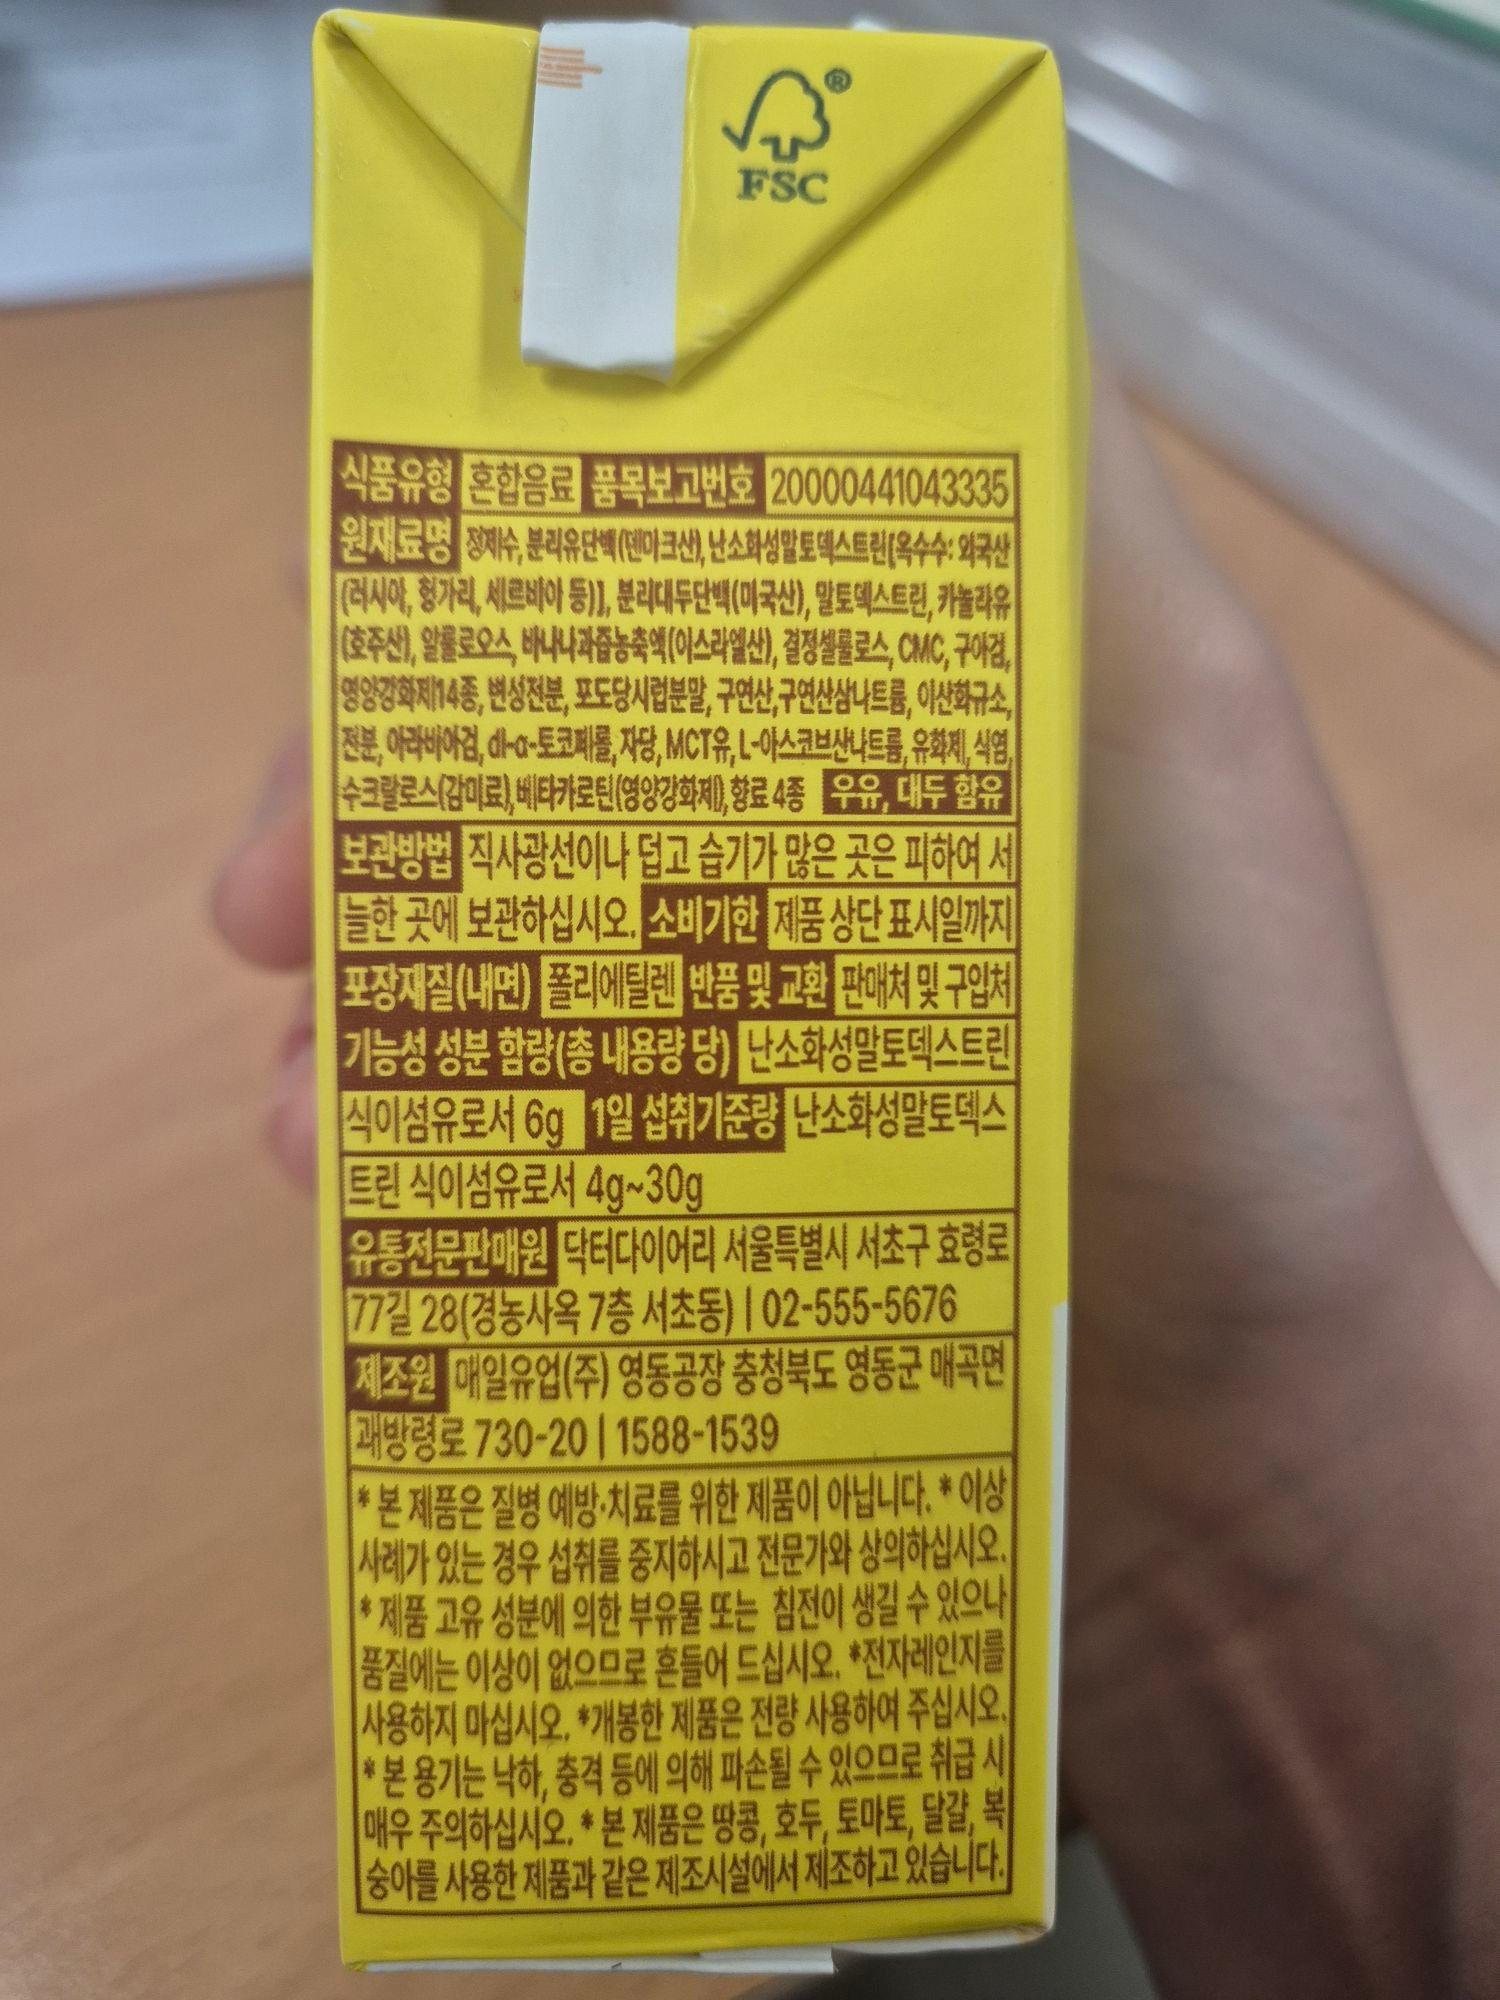 FSC
식품유형 혼합음료 품목보고번호 20000441043335
원재료명 정제수, 분리유단백(덴마크산), 난소화성말토덱스트린[옥수수: 외국산
(러시아, 헝가리, 세르비아 등)], 분리대두단백(미국산), 말토덱스트린, 카놀라유
(호주산), 알룰로오스, 바나나과즙농축액(이스라엘산), 결정셀룰로스, CMC, 구아검,
영양강화제14종, 변성전분, 포도당시럽분말, 구연산,구연산삼나트륨, 이산화규소,
전분, 아라비아검, dl-α-토코페롤, 자당, MCT유, L-아스코브산나트륨, 유화제, 식염,
수크랄로스(감미료), 베타카로틴(영양강화제), 향료 4종 우유, 대두 함유
보관방법 직사광선이나 덥고 습기가 많은 곳은 피하여 서
늘한 곳에 보관하십시오. 소비기한 제품 상단 표시일까지
포장재질(내면) 폴리에틸렌 반품 및 교환 판매처 및 구입처
기능성 성분 함량(총 내용량 당) 난소화성말토덱스트린
식이섬유로서 6g 1일 섭취기준량 난소화성말토덱스
트린 식이섬유로서 4g~30g
유통전문판매원 닥터다이어리 서울특별시 서초구 효령로
77길 28(경농사옥 7층 서초동) | 02-555-5676
제조원 매일유업(주) 영동공장 충청북도 영동군 매곡면
괘방령로 730-20 | 1588-1539
* 본 제품은 질병 예방·치료를 위한 제품이 아닙니다. * 이상
사례가 있는 경우 섭취를 중지하시고 전문가와 상의하십시오.
* 제품 고유 성분에 의한 부유물 또는 침전이 생길 수 있으나
품질에는 이상이 없으므로 흔들어 드십시오. *전자레인지를
사용하지 마십시오. *개봉한 제품은 전량 사용하여 주십시오.
* 본 용기는 낙하, 충격 등에 의해 파손될 수 있으므로 취급 시
매우 주의하십시오. * 본 제품은 땅콩, 호두, 토마토, 달걀, 복
숭아를 사용한 제품과 같은 제조시설에서 제조하고 있습니다.